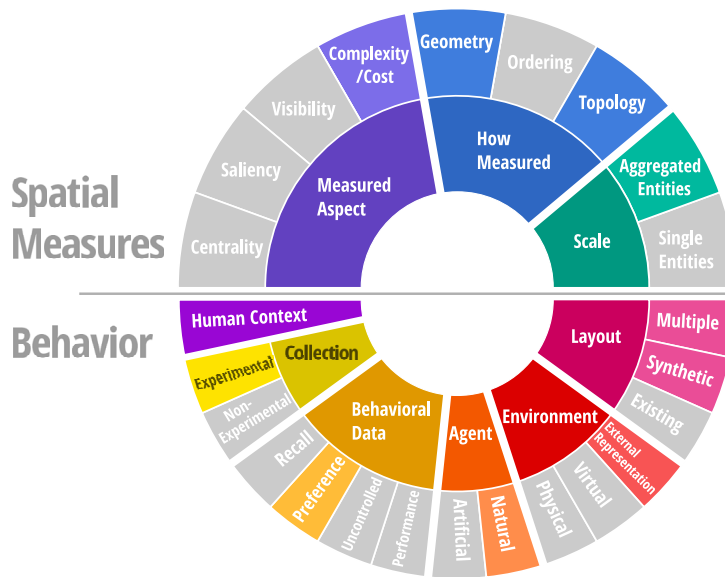 Complexity
/Cost
Geometry
Ordering
Topology
Visibility
Saliency
Centrality
Measured
Aspect
How
Measured
Scale
Aggregated
Entities
Single
Entities
Spatial
Measures
Behavior
Human Context
Experimental
Collection
Non-
Experimental
Behavioral
Data
Recall
Preference
Uncontrolled
Performance
Agent
Artificial
Natural
Environment
Physical
Virtual
External
Representation
Layout
Multiple
Synthetic
Existing